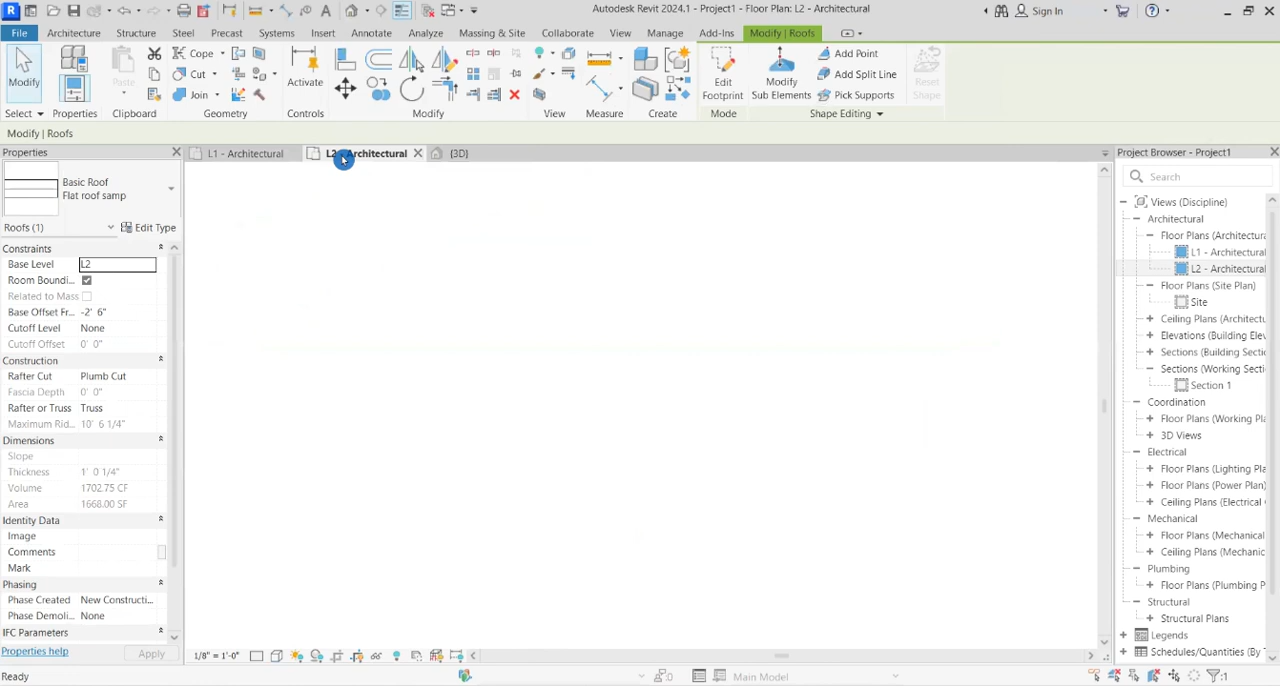 Autodesk Revit 2024.1 - Project1 - Floor Plan: L2 - Architectural
Sign In
File Architecture Structure Steel Precast Systems Insert Annotate Analyze Massing & Site Collaborate View Manage Add-Ins Modify | Roofs
Modify
Paste
Cope
Cut
Join
Activate
Edit
Footprint
Modify
Sub Elements
Add Point
Add Split Line
Pick Supports
Reset
Shape
Select Properties Clipboard Geometry Controls Modify View Measure Create Mode Shape Editing
Modify | Roofs
Properties
Basic Roof
Flat roof samp
Roofs (1)
Edit Type
Constraints
Base Level L2
Room Boundi...
Related to Mass
Base Offset Fr... -2' 6"
Cutoff Level None
Cutoff Offset 0' 0"
Construction
Rafter Cut Plumb Cut
Fascia Depth 0' 0"
Rafter or Truss Truss
Maximum Rid... 10' 6 1/4"
Dimensions
Slope
Thickness 1' 0 1/4"
Volume 1702.75 CF
Area 1668.00 SF
Identity Data
Image
Comments
Mark
Phasing
Phase Created New Constructi...
Phase Demoli... None
IFC Parameters
Properties help
Apply
L1 - Architectural
L2 - Architectural
{3D}
1/8" = 1'-0"
Project Browser - Project1
Search
Views (Discipline)
Architectural
Floor Plans (Architectura
L1 - Architectural
L2 - Architectural
Floor Plans (Site Plan)
Site
Ceiling Plans (Architectu
Elevations (Building Elev
Sections (Building Secti
Sections (Working Secti
Section 1
Coordination
Floor Plans (Working Pla
3D Views
Electrical
Floor Plans (Lighting Pla
Floor Plans (Power Plan)
Ceiling Plans (Electrical
Mechanical
Floor Plans (Mechanical
Ceiling Plans (Mechanic
Plumbing
Floor Plans (Plumbing P
Structural
Structural Plans
Legends
Schedules/Quantities (By
Ready
:0
Main Model
:1